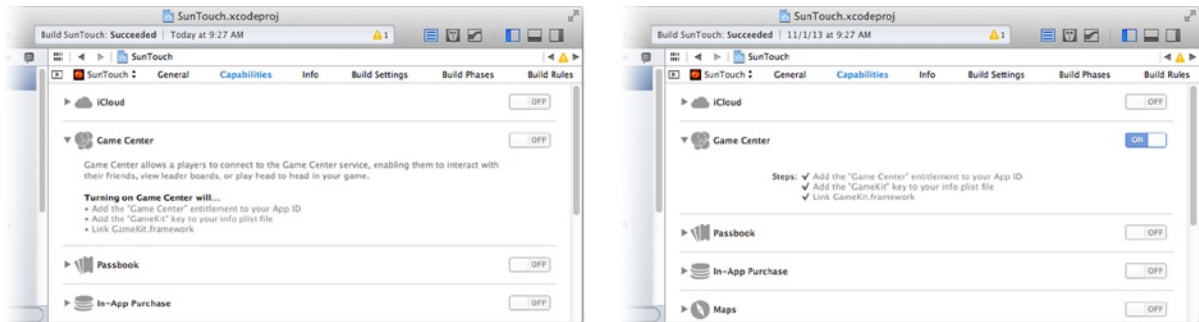 SunTouch.xcodeproj
Build SunTouch: Succeeded | Today at 9:27 AM
1
SunTouch
SunTouch
General
Capabilities
Info
Build Settings
Build Phases
Build Rules
iCloud
OFF
Game Center
OFF
Game Center allows a players to connect to the Game Center service, enabling them to interact with
their friends, view leader boards, or play head to head in your game.
Turning on Game Center will...
• Add the "Game Center" entitlement to your App ID
• Add the "GameKit" key to your info plist file
• Link GameKit.framework
Passbook
OFF
In-App Purchase
OFF
SunTouch.xcodeproj
Build SunTouch: Succeeded | 11/1/13 at 9:27 AM
1
SunTouch
SunTouch
General
Capabilities
Info
Build Settings
Build Phases
Build Rules
iCloud
OFF
Game Center
ON
Steps: ✓ Add the "Game Center" entitlement to your App ID
✓ Add the "GameKit" key to your info plist file
✓ Link GameKit.framework
Passbook
OFF
In-App Purchase
OFF
Maps
OFF